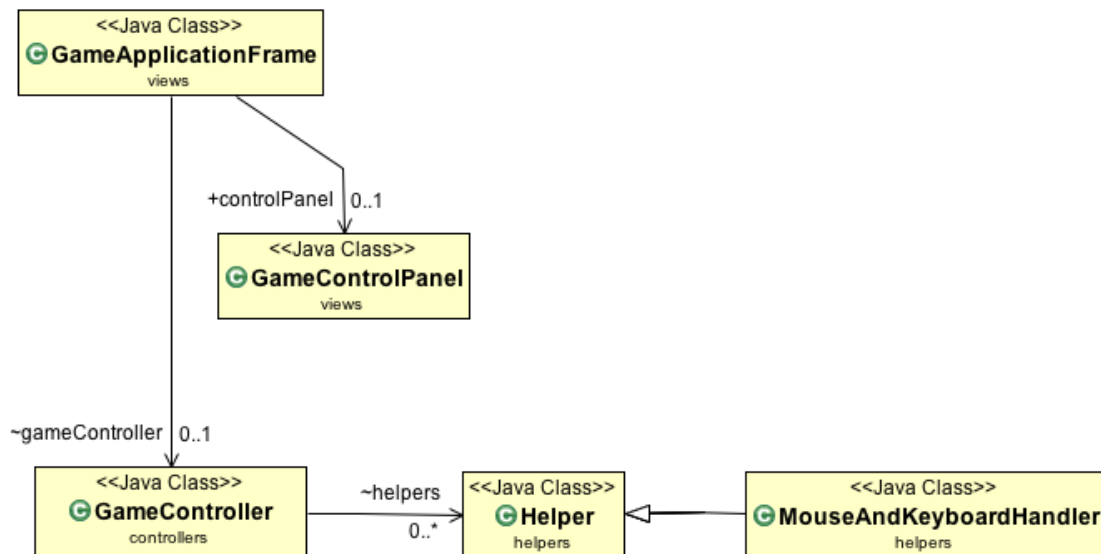 <<Java Class>>
GameApplicationFrame
views
+controlPanel 0..1
<<Java Class>>
GameControlPanel
views
~gameController 0..1
<<Java Class>>
GameController
controllers
~helpers
0..*
<<Java Class>>
Helper
helpers
<<Java Class>>
MouseAndKeyboardHandler
helpers